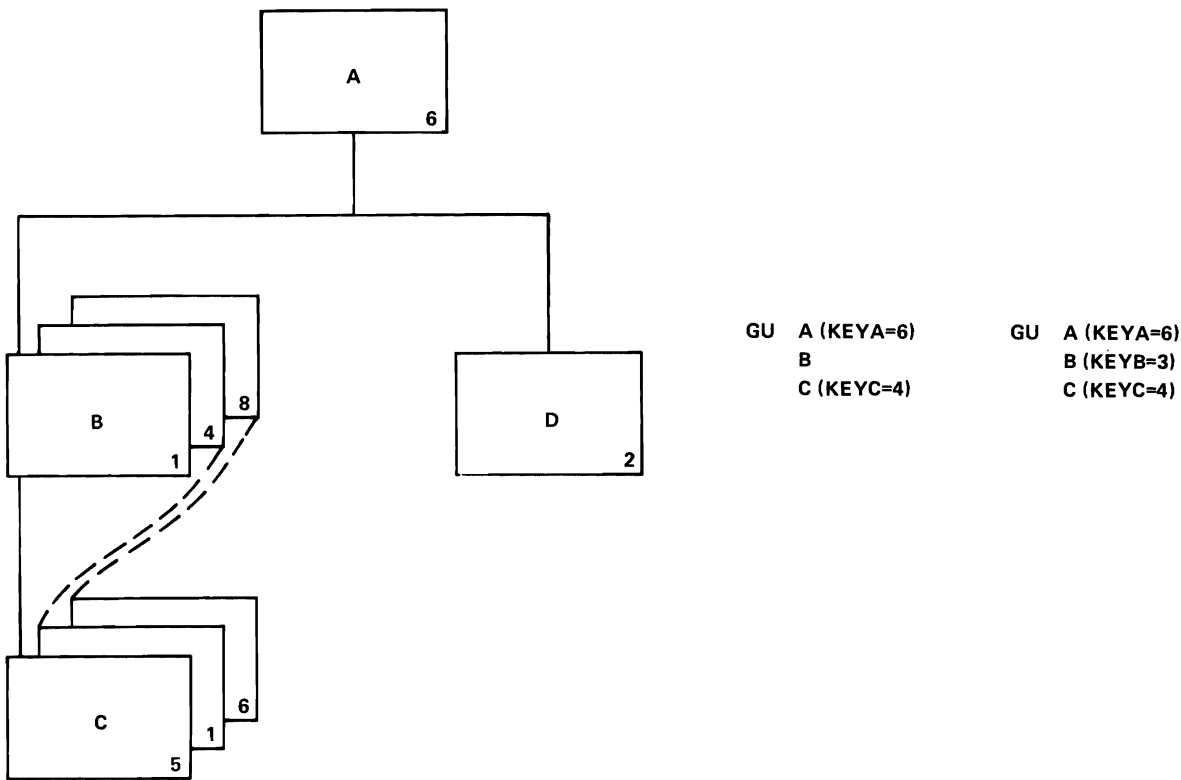 A
6
8
4
B
1
D
2
6
1
C
5
GU A (KEYA=6)
B
C (KEYC=4)
GU A (KEYA=6)
B (KEYB=3)
C (KEYC=4)